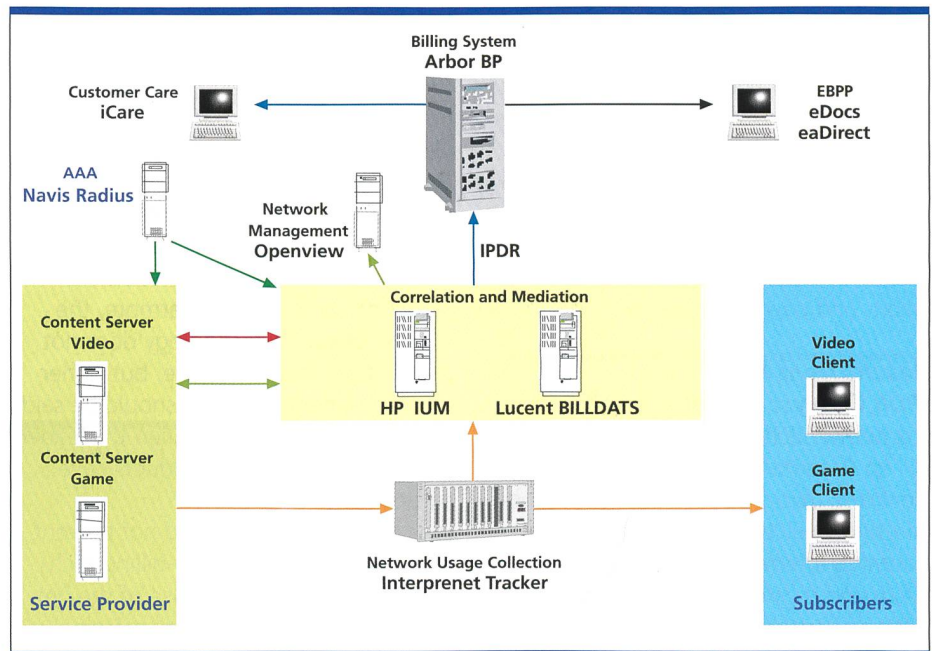 Billing System
Arbor BP
Customer Care
iCare
EBPP
eDocs
eaDirect
AAA
Navis Radius
Network
Management
Openview
IPDR
Correlation and Mediation
HP IUM
Lucent BILLDATS
Content Server
Video
Content Server
Game
Service Provider
Video
Client
Game
Client
Subscribers
Network Usage Collection
Interprenet Tracker